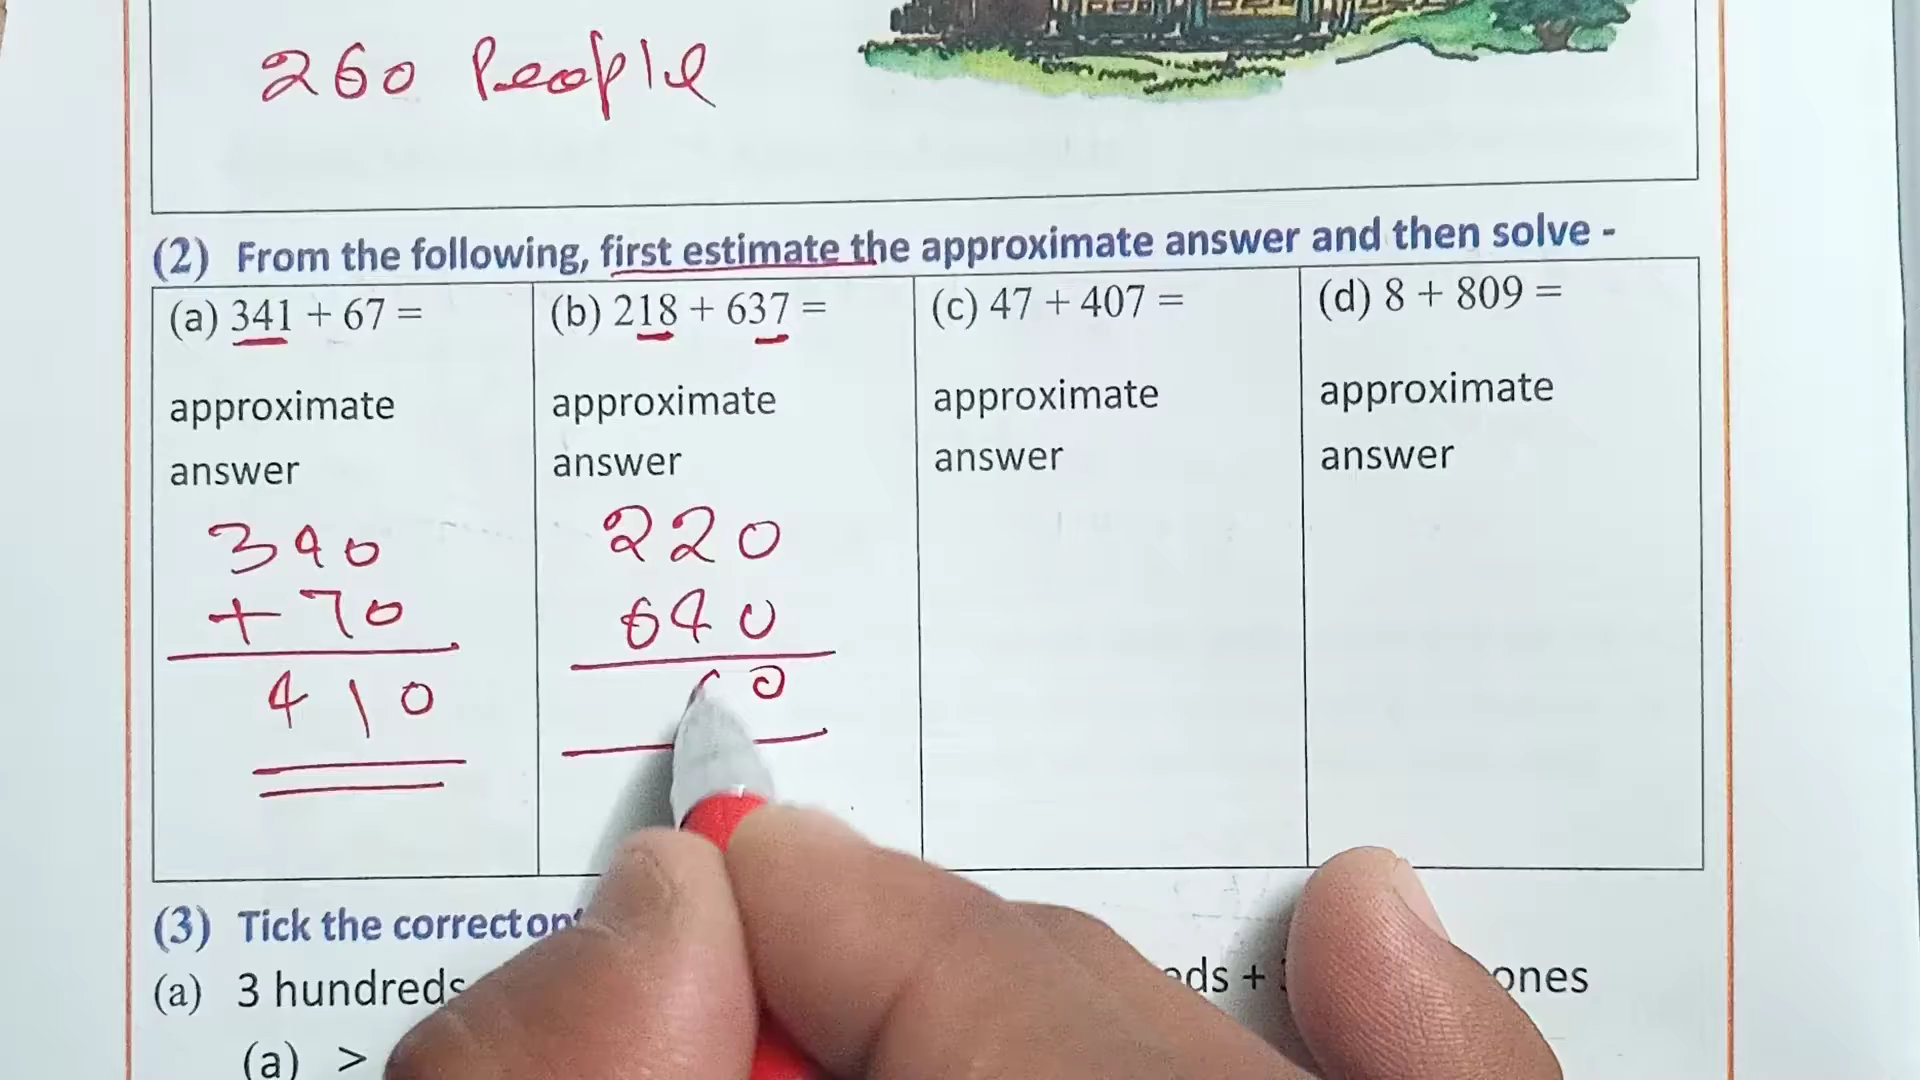 260 People
(2) From the following, first estimate the approximate answer and then solve -
(a) 341 + 67 =
approximate
answer
340
+ 70
410
(b) 218 + 637 =
approximate
answer
220
640
0
(c) 47 + 407 =
approximate
answer
(d) 8 + 809 =
approximate
answer
(3) Tick the correct
(a) 3 hundreds + ones
(a) >